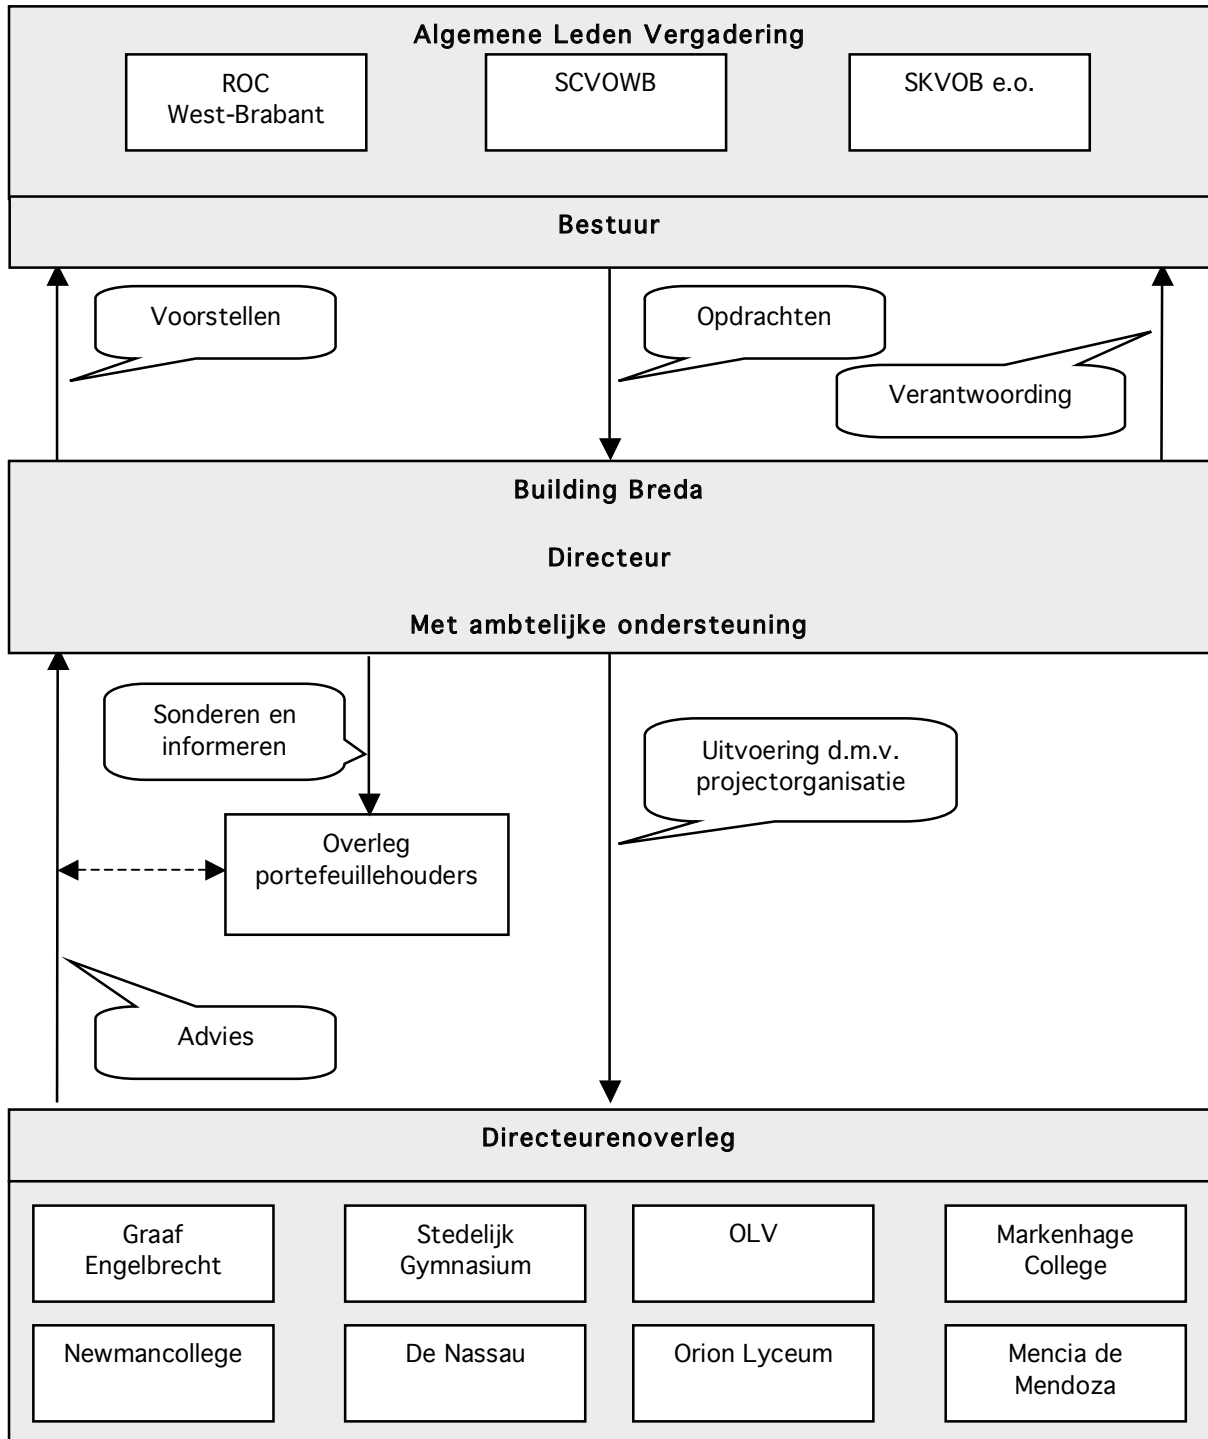 Algemene Leden Vergadering
ROC
West-Brabant
SCVOWB
SKVOB e.o.
Bestuur
Voorstellen
Opdrachten
Verantwoording
Building Breda
Directeur
Met ambtelijke ondersteuning
Sonderen en
informeren
Uitvoering d.m.v.
projectorganisatie
Overleg
portefeuillehouders
Advies
Directeurenoverleg
Graaf
Engelbrecht
Stedelijk
Gymnasium
OLV
Markenhage
College
Newmancollege
De Nassau
Orion Lyceum
Mencia de
Mendoza